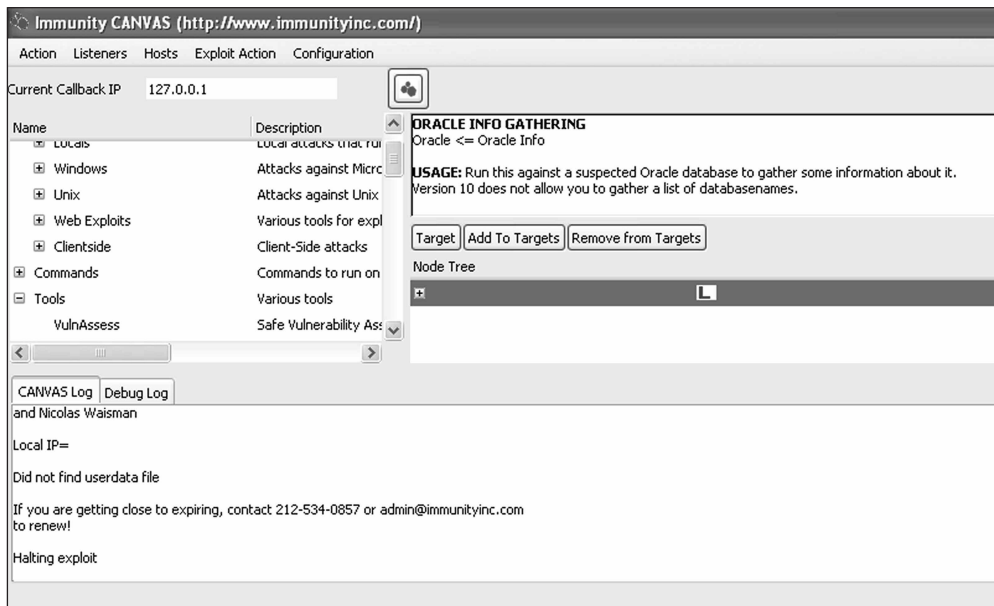 Immunity CANVAS (http://www.immunityinc.com/)
Action Listeners Hosts Exploit Action Configuration
Current Callback IP 127.0.0.1
Name Description
Locals Local attacks that
Windows Attacks against Micro
Unix Attacks against Unix
Web Exploits Various tools for expl
Clientside Client-Side attacks
Commands Commands to run on
Tools Various tools
VulnAssess Safe Vulnerability Ass
ORACLE INFO GATHERING
Oracle <= Oracle Info
USAGE: Run this against a suspected Oracle database to gather some information about it.
Version 10 does not allow you to gather a list of databasenames.
Target Add To Targets Remove from Targets
Node Tree
L
CANVAS Log Debug Log
and Nicolas Waisman
Local IP=
Did not find userdata file
If you are getting close to expiring, contact 212-534-0857 or admin@immunityinc.com
to renew!
Halting exploit